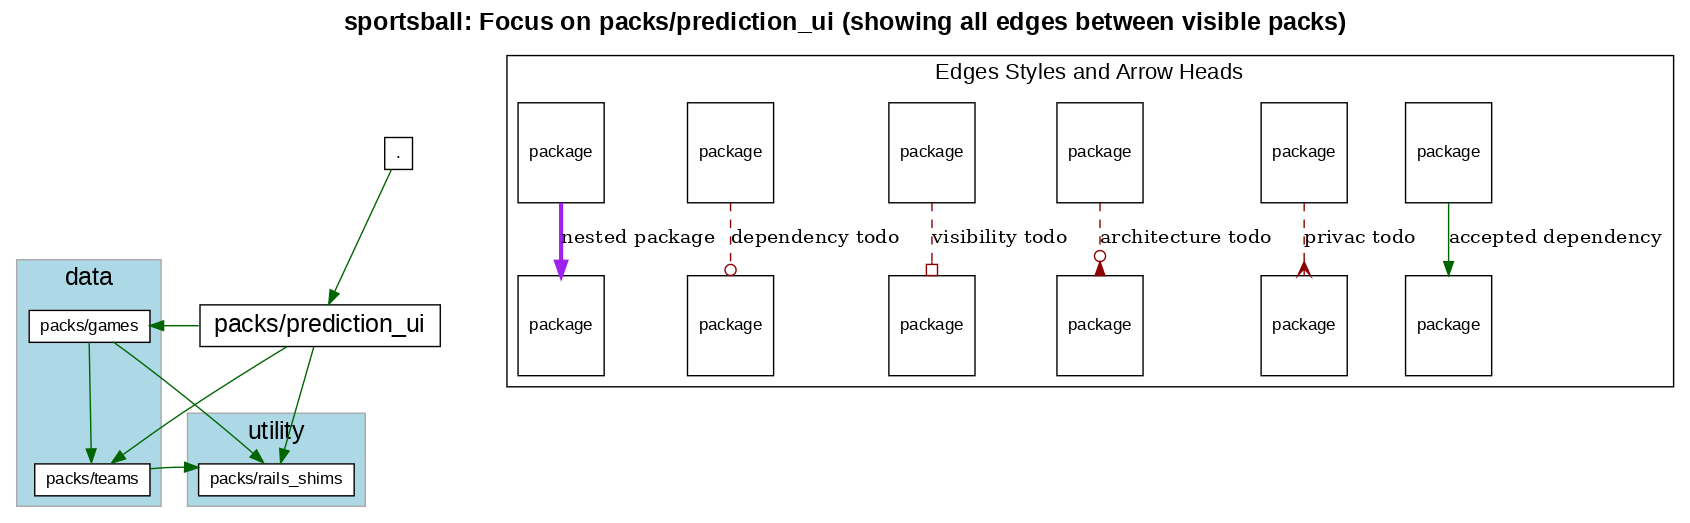 sportsball: Focus on packs/prediction_ui (showing all edges between visible packs)
Edges Styles and Arrow Heads
package package package package package package
nested package dependency todo visibility todo architecture todo privac todo accepted dependency
package package package package package package
.
data
packs/games
packs/prediction_ui
utility
packs/teams
packs/rails_shims